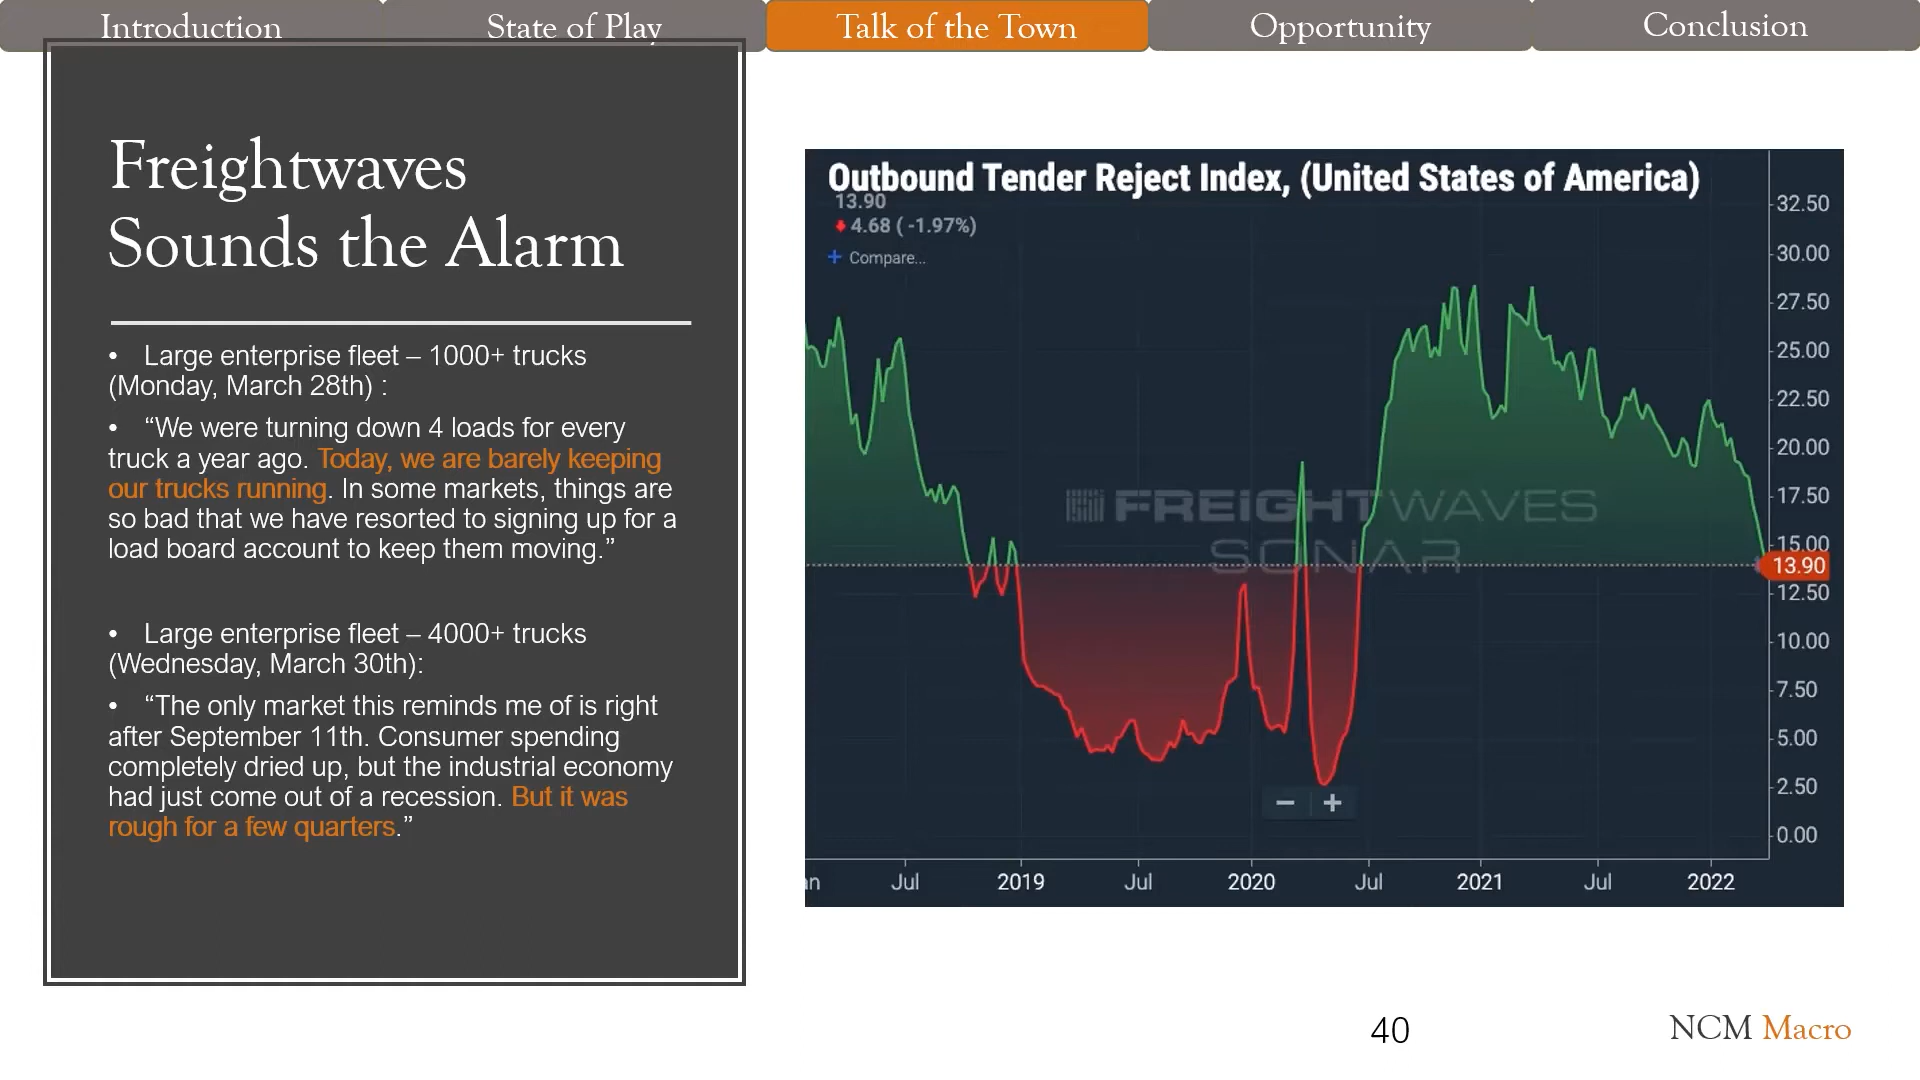 Introduction
State of Play
Talk of the Town
Opportunity
Conclusion
Freightwaves
Sounds the Alarm
• Large enterprise fleet – 1000+ trucks
(Monday, March 28th) :
• “We were turning down 4 loads for every
truck a year ago. Today, we are barely keeping
our trucks running. In some markets, things are
so bad that we have resorted to signing up for a
load board account to keep them moving.”
• Large enterprise fleet – 4000+ trucks
(Wednesday, March 30th):
• “The only market this reminds me of is right
after September 11th. Consumer spending
completely dried up, but the industrial economy
had just come out of a recession. But it was
rough for a few quarters.”
Outbound Tender Reject Index, (United States of America)
13.90
4.68 ( -1.97%)
+ Compare...
FREIGHTWAVES
SONAR
32.50
30.00
27.50
25.00
22.50
20.00
17.50
15.00
13.90
12.50
10.00
7.50
5.00
2.50
0.00
− +
an
Jul
2019
Jul
2020
Jul
2021
Jul
2022
40
NCM Macro